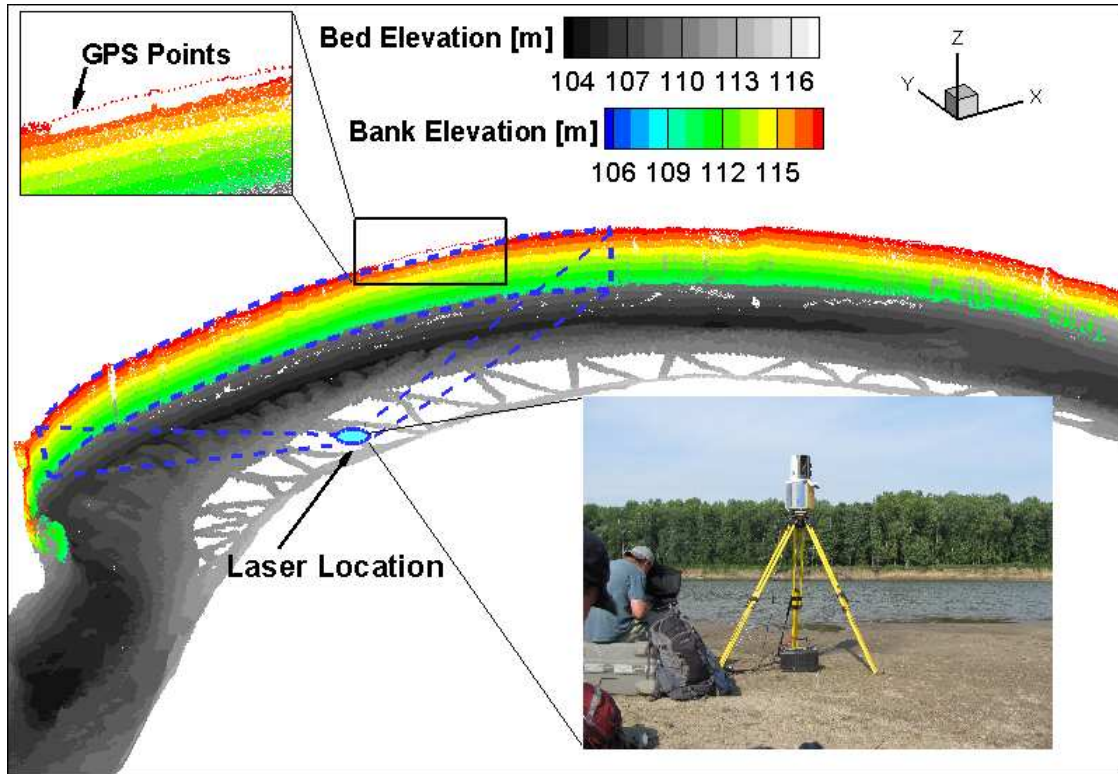 GPS Points
Bed Elevation [m]
104 107 110 113 116
Bank Elevation [m]
106 109 112 115
Z
Y
X
Laser Location